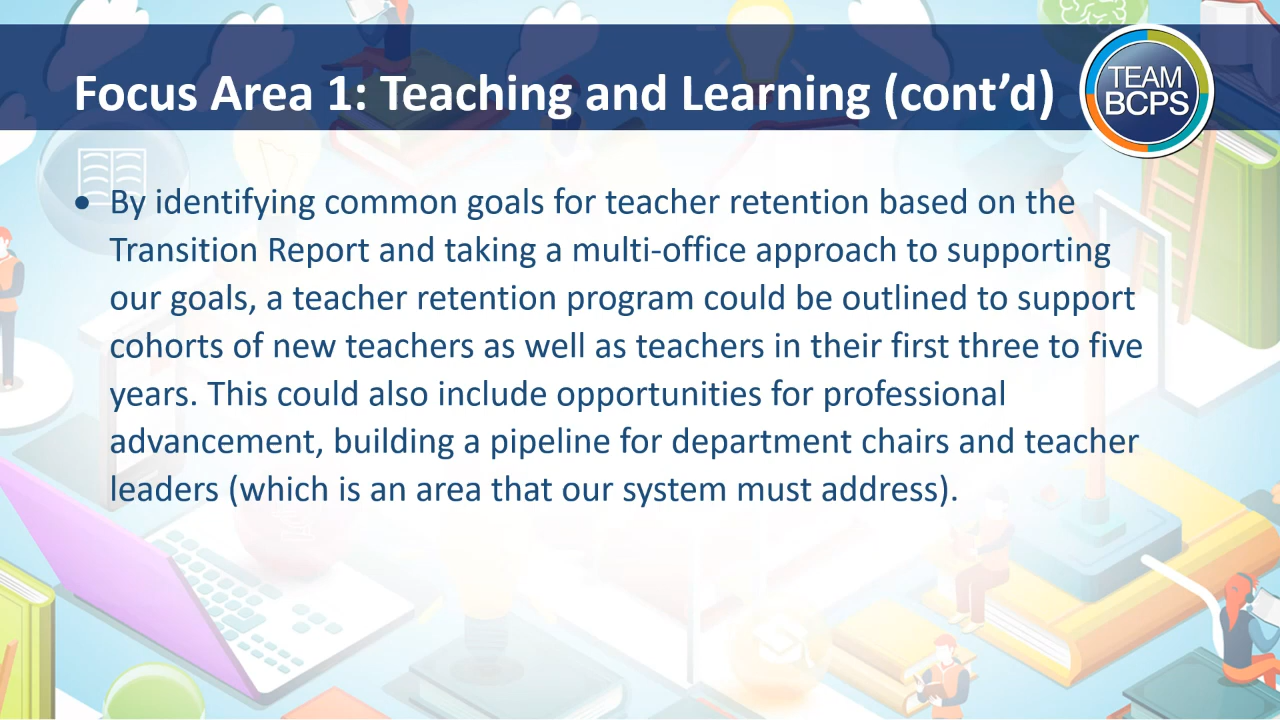 Focus Area 1: Teaching and Learning (cont’d)
TEAM
BCPS
• By identifying common goals for teacher retention based on the
Transition Report and taking a multi-office approach to supporting
our goals, a teacher retention program could be outlined to support
cohorts of new teachers as well as teachers in their first three to five
years. This could also include opportunities for professional
advancement, building a pipeline for department chairs and teacher
leaders (which is an area that our system must address).